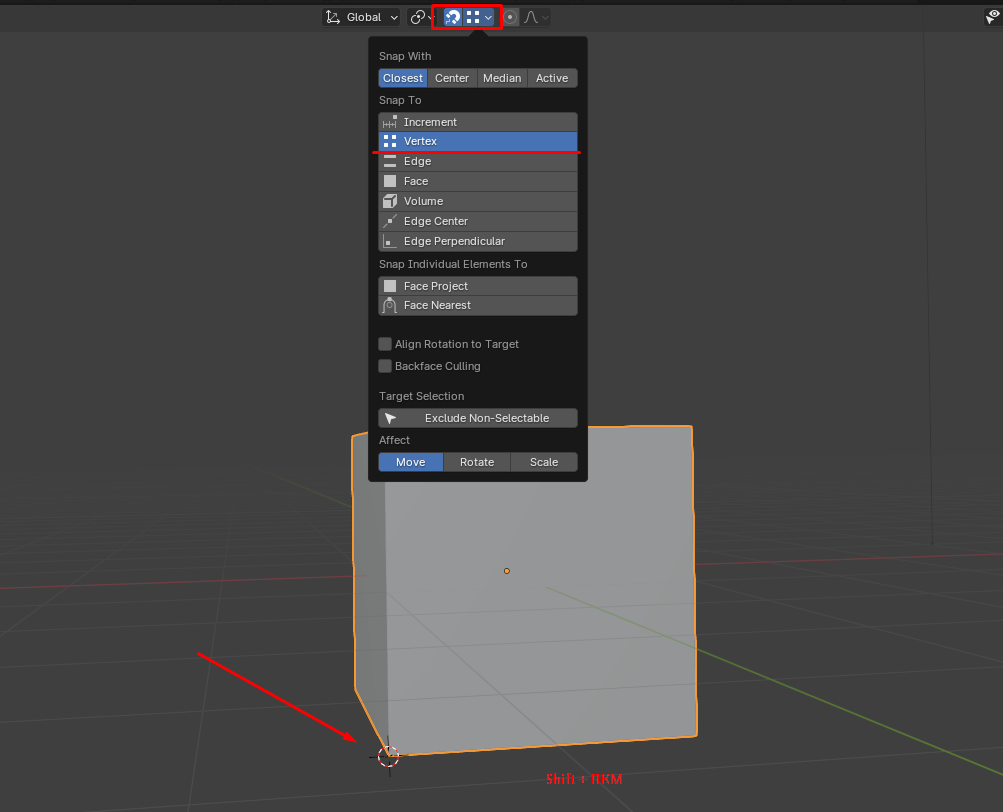 Global
Snap With
Closest Center Median Active
Snap To
Increment
Vertex
Edge
Face
Volume
Edge Center
Edge Perpendicular
Snap Individual Elements To
Face Project
Face Nearest
Align Rotation to Target
Backface Culling
Target Selection
Exclude Non-Selectable
Affect
Move Rotate Scale
Shift +